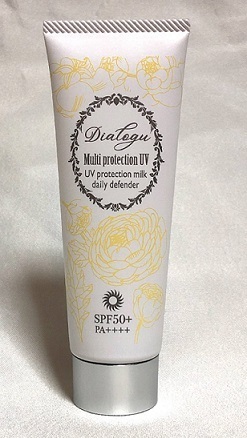 Dialogu
Multi protection UV
UV protection milk
daily defender
SPF50+
PA++++